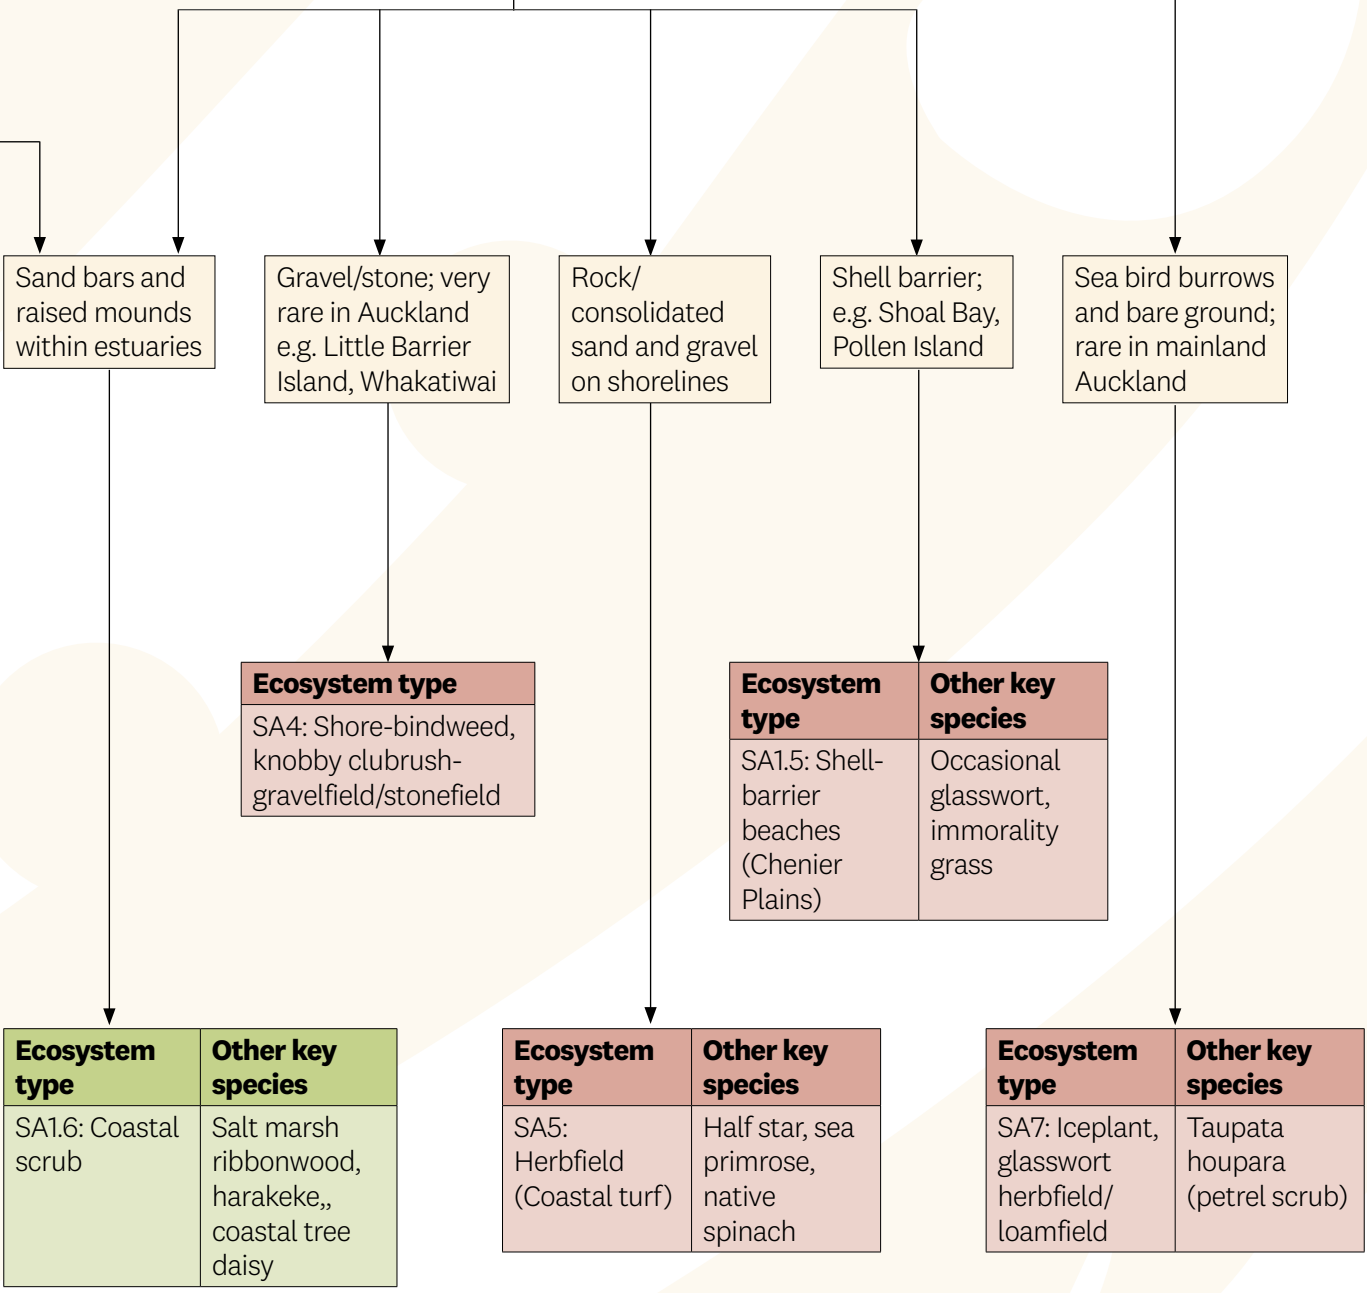 Sand bars and
raised mounds
within estuaries
Gravel/stone; very
rare in Auckland
e.g. Little Barrier
Island, Whakatiwai
Rock/
consolidated
sand and gravel
on shorelines
Shell barrier;
e.g. Shoal Bay,
Pollen Island
Sea bird burrows
and bare ground;
rare in mainland
Auckland
Ecosystem type
SA4: Shore-bindweed,
knobby clubrush-
gravelfield/stonefield
Ecosystem
type
Other key
species
SA1.5: Shell-
barrier
beaches
(Chenier
Plains)
Occasional
glasswort,
immorality
grass
Ecosystem
type
Other key
species
SA1.6: Coastal
scrub
Salt marsh
ribbonwood,
harakeke,,
coastal tree
daisy
Ecosystem
type
Other key
species
SA5:
Herbfield
(Coastal turf)
Half star, sea
primrose,
native
spinach
Ecosystem
type
Other key
species
SA7: Iceplant,
glasswort
herbfield/
loamfield
Taupata
houpara
(petrel scrub)